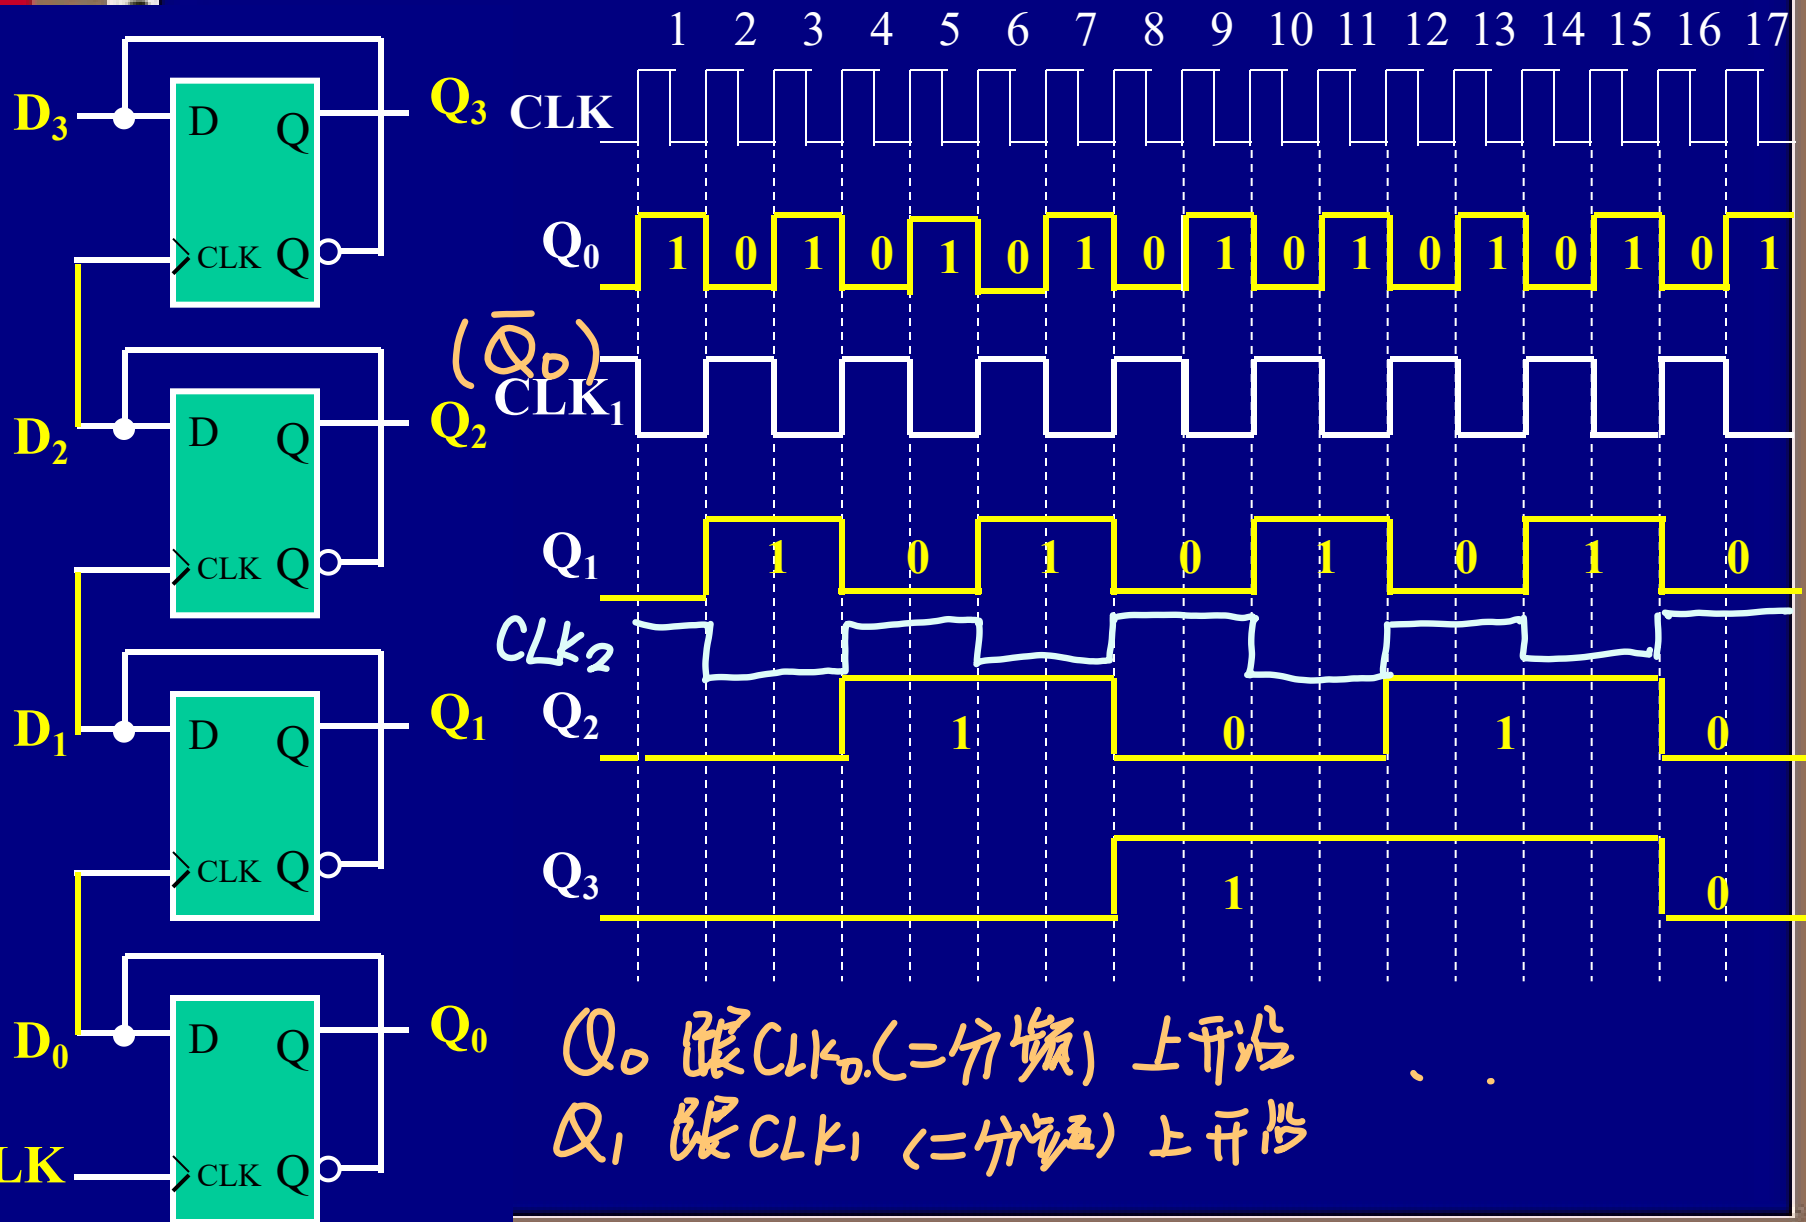 1 2 3 4 5 6 7 8 9 10 11 12 13 14 15 16 17
D3 D Q Q3 CLK
CLK Q
Q0 1 0 1 0 1 0 1 0 1 0 1 0 1 0 1 0 1
(Q̅0)
CLK1
D2 D Q Q2
CLK Q
Q1 1 0 1 0 1 0 1 0
CLK2
D1 D Q Q1
Q2 1 0 1 0
CLK Q
Q3 1 0
D0 D Q Q0
Q0 跟CLK0.(二分频) 上升沿
Q1 跟CLK1 (二分频) 上升沿
LK CLK Q